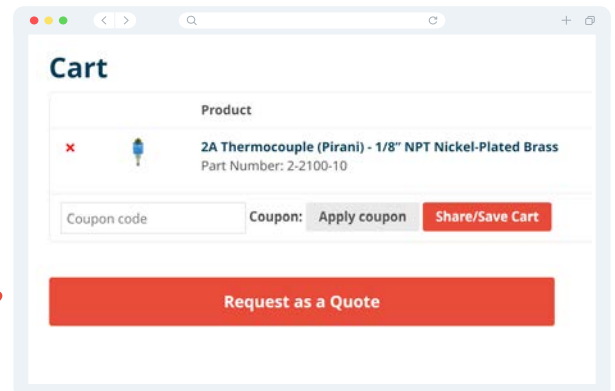 Cart
Product
2A Thermocouple (Pirani) - 1/8" NPT Nickel-Plated Brass
Part Number: 2-2100-10
Coupon code Coupon: Apply coupon Share/Save Cart
Request as a Quote